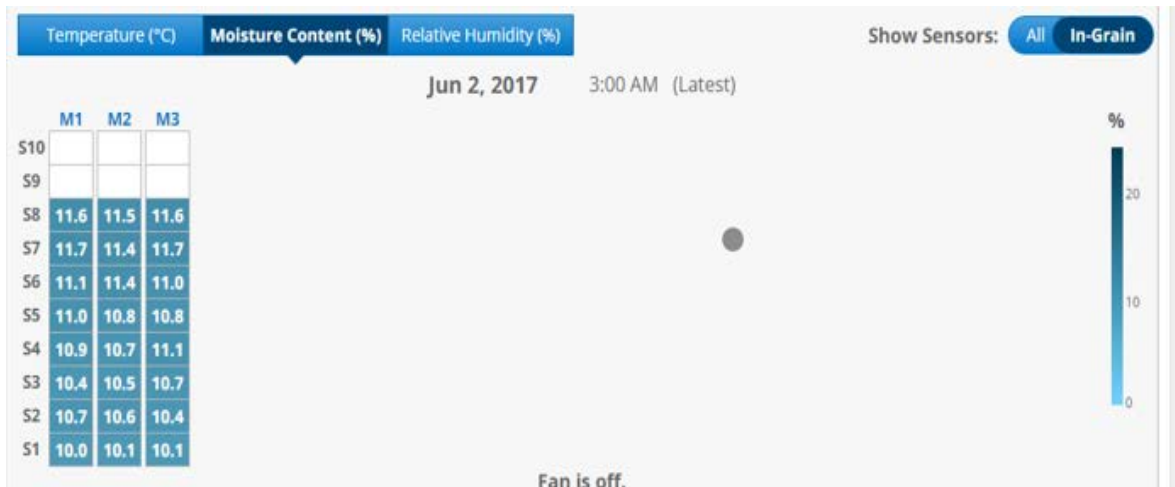 Temperature (°C) Moisture Content (%) Relative Humidity (%) Show Sensors: All In-Grain
Jun 2, 2017 3:00 AM (Latest)
M1 M2 M3 %
S10
S9
S8 11.6 11.5 11.6 20
S7 11.7 11.4 11.7
S6 11.1 11.4 11.0
S5 11.0 10.8 10.8 10
S4 10.9 10.7 11.1
S3 10.4 10.5 10.7
S2 10.7 10.6 10.4 0
S1 10.0 10.1 10.1
Fan is off.